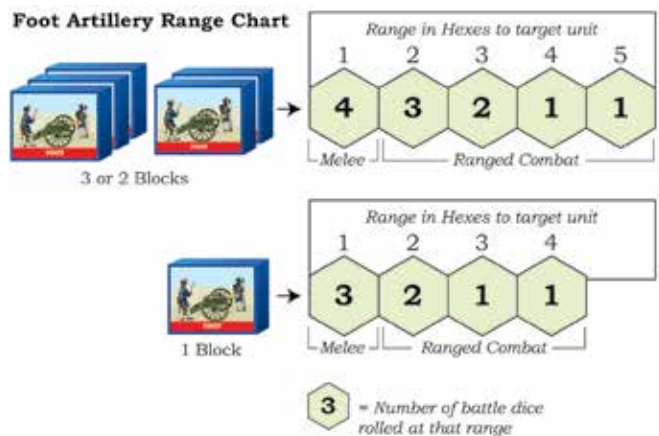 Foot Artillery Range Chart
Range in Hexes to target unit
1 2 3 4 5
4 3 2 1 1
Melee Ranged Combat
3 or 2 Blocks
Range in Hexes to target unit
1 2 3 4
3 2 1 1
Melee Ranged Combat
1 Block
3 = Number of battle dice
rolled at that range